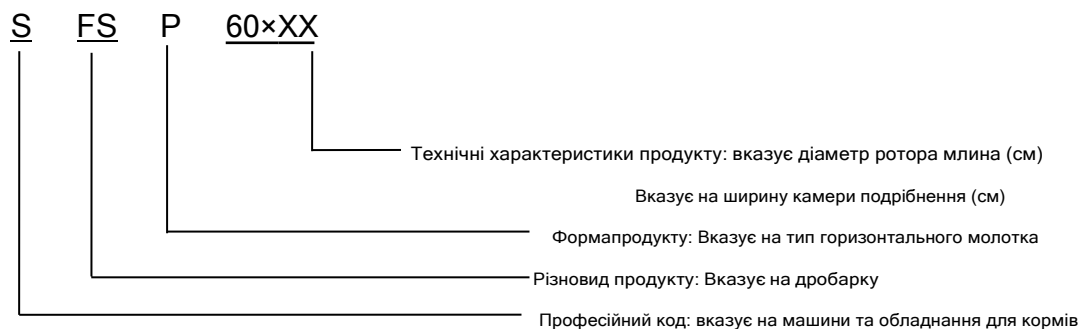 S FS P 60×XX
Технічні характеристики продукту: вказує діаметр ротора млина (см)
Вказує на ширину камери подрібнення (см)
Формапродукту: Вказує на тип горизонтального молотка
Різновид продукту: Вказує на дробарку
Професійний код: вказує на машини та обладнання для кормів